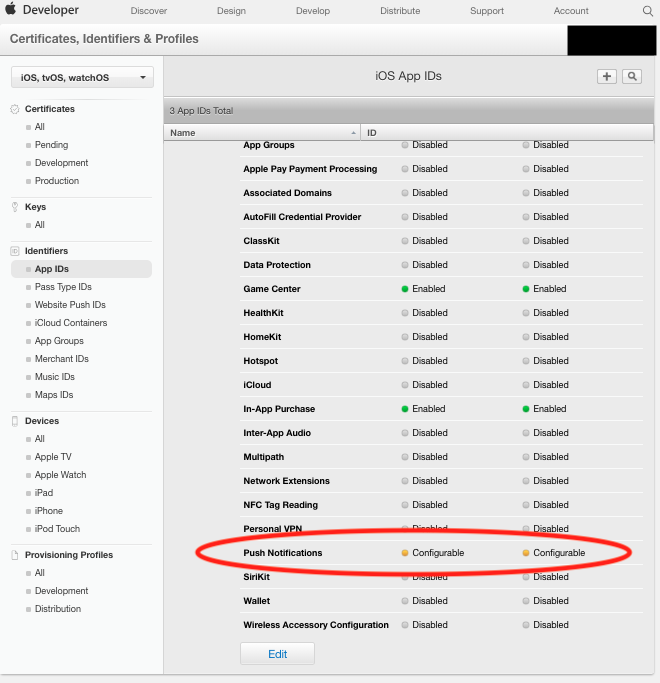 Developer Discover Design Develop Distribute Support Account
Certificates, Identifiers & Profiles
iOS, tvOS, watchOS
Certificates
All
Pending
Development
Production
Keys
All
Identifiers
App IDs
Pass Type IDs
Website Push IDs
iCloud Containers
App Groups
Merchant IDs
Music IDs
Maps IDs
Devices
All
Apple TV
Apple Watch
iPad
iPhone
iPod Touch
Provisioning Profiles
All
Development
Distribution
iOS App IDs
3 App IDs Total
Name ID
App Groups Disabled Disabled
Apple Pay Payment Processing Disabled Disabled
Associated Domains Disabled Disabled
AutoFill Credential Provider Disabled Disabled
ClassKit Disabled Disabled
Data Protection Disabled Disabled
Game Center Enabled Enabled
HealthKit Disabled Disabled
HomeKit Disabled Disabled
Hotspot Disabled Disabled
iCloud Disabled Disabled
In-App Purchase Enabled Enabled
Inter-App Audio Disabled Disabled
Multipath Disabled Disabled
Network Extensions Disabled Disabled
NFC Tag Reading Disabled Disabled
Personal VPN Disabled Disabled
Push Notifications Configurable Configurable
SiriKit Disabled Disabled
Wallet Disabled Disabled
Wireless Accessory Configuration Disabled Disabled
Edit